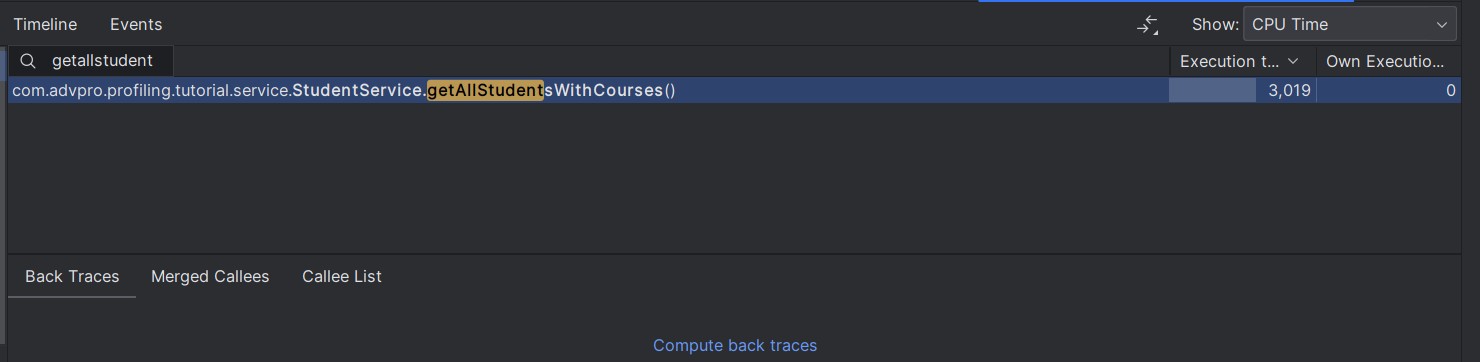 Timeline Events Show: CPU Time
getallstudent Execution t... Own Executio...
com.advpro.profiling.tutorial.service.StudentService.getAllStudentsWithCourses() 3,019 0
Back Traces Merged Callees Callee List
Compute back traces